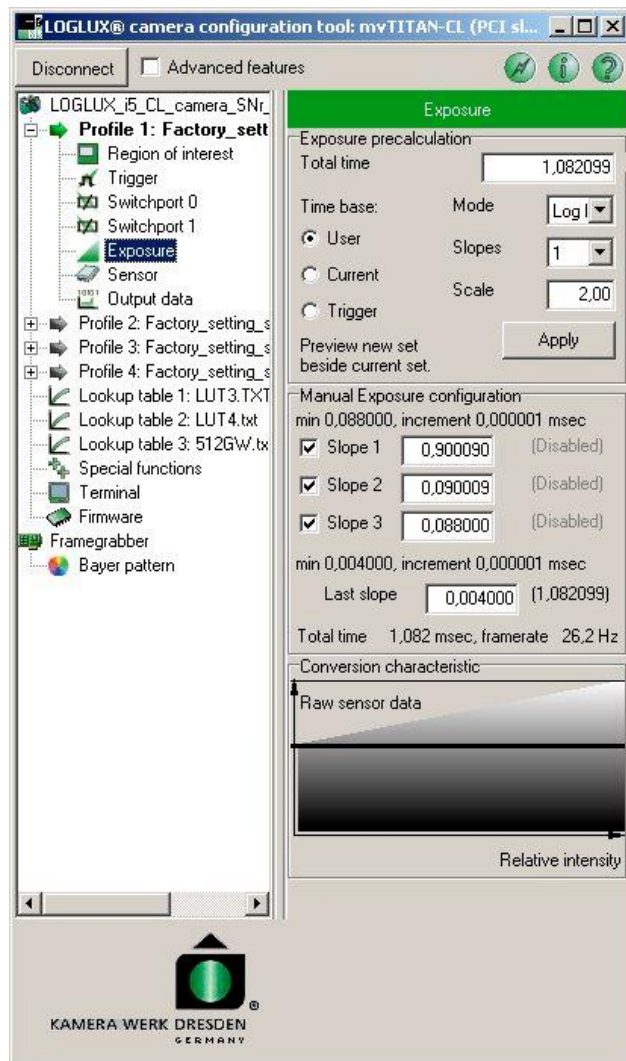 LOGLUX® camera configuration tool: mvTITAN-CL (PCI sl...
Disconnect
Advanced features
LOGLUX_i5_CL_camera_SNr_
Profile 1: Factory_sett
Region of interest
Trigger
Switchport 0
Switchport 1
Exposure
Sensor
Output data
Profile 2: Factory_setting_s
Profile 3: Factory_setting_s
Profile 4: Factory_setting_s
Lookup table 1: LUT3.TXT
Lookup table 2: LUT4.txt
Lookup table 3: 512GW.tx
Special functions
Terminal
Firmware
Framegrabber
Bayer pattern
Exposure
Exposure precalculation
Total time 1,082099
Time base: Mode Log l
User Slopes 1
Current Scale 2,00
Trigger
Preview new set
beside current set.
Apply
Manual Exposure configuration
min 0,088000, increment 0,000001 msec
Slope 1 0,900090 (Disabled)
Slope 2 0,090009 (Disabled)
Slope 3 0,088000 (Disabled)
min 0,004000, increment 0,000001 msec
Last slope 0,004000 (1,082099)
Total time 1,082 msec, framerate 26,2 Hz
Conversion characteristic
Raw sensor data
Relative intensity
KAMERA WERK DRESDEN
GERMANY
®